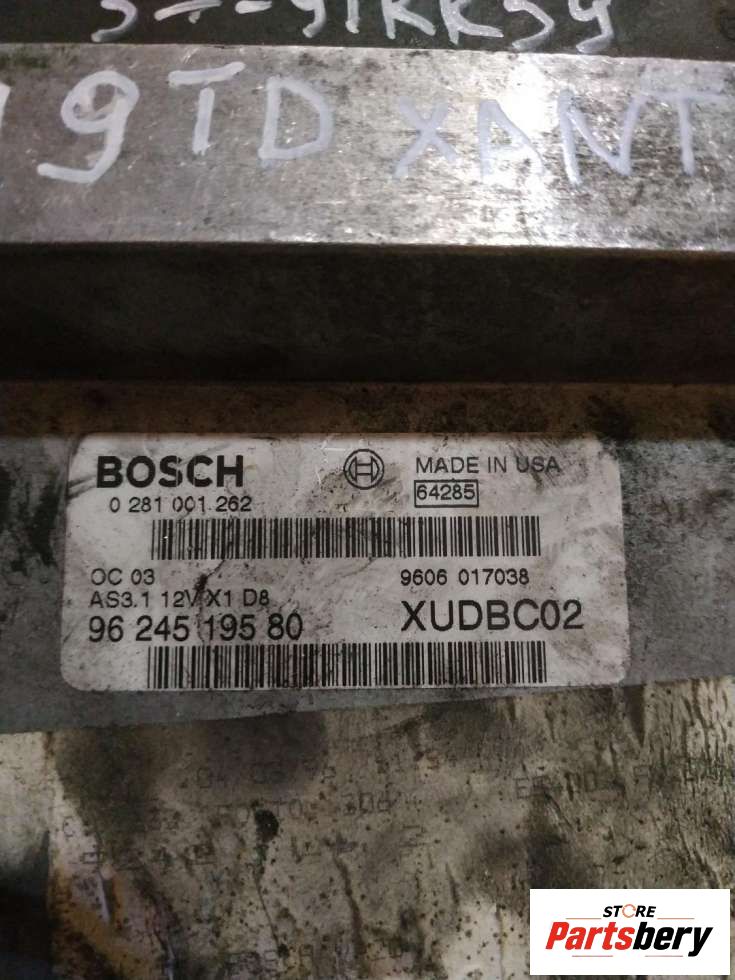 9TD XANT
BOSCH MADE IN USA
0 281 001 262 64285
OC 03 9606 017038
AS3.1 12V X1 D8
96 245 195 80 XUDBC02
STORE
Partsbery